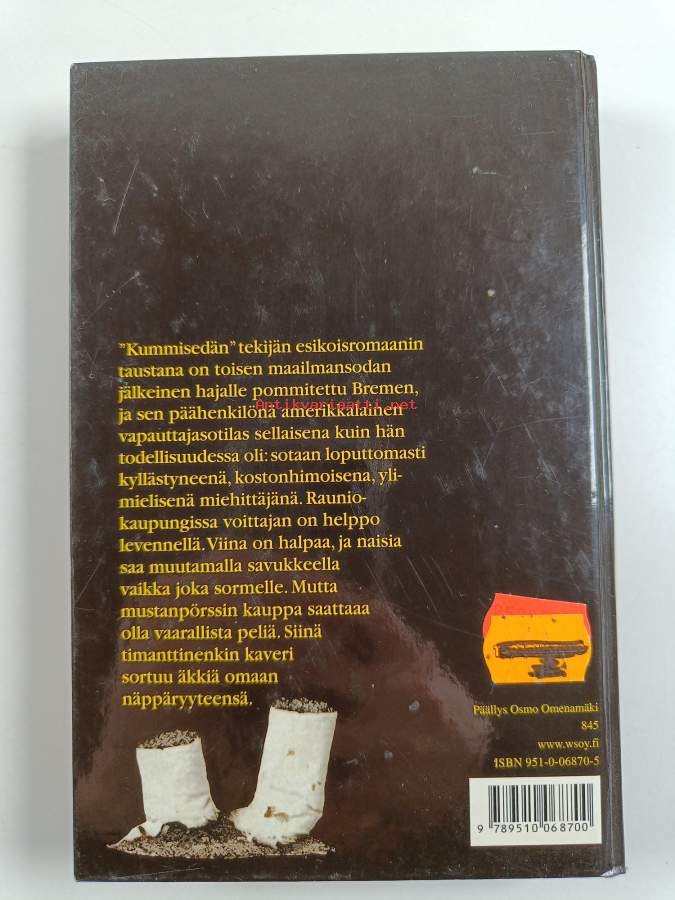 "Kummisedän" tekijän esikoisromaanin
taustana on toisen maailmansodan
jälkeinen hajalle pommitettu Bremen,
ja sen päähenkilönä amerikkalainen
Antikvariaatti.net
vapauttajasotilas sellaisena kuin hän
todellisuudessa oli: sotaan loputtomasti
kyllästyneenä, kostonhimoisena, yli-
mielisenä miehittäjänä. Raunio-
kaupungissa voittajan on helppo
levennellä. Viina on halpaa, ja naisia
saa muutamalla savukkeella
vaikka joka sormelle. Mutta
mustanpörssin kauppa saattaaa
olla vaarallista peliä. Siinä
timanttinenkin kaveri
sortuu äkkiä omaan
näppäryyteensä.
Päällys Osmo Omenamäki
845
www.wsoy.fi
ISBN 951-0-06870-5
9 789510 068700